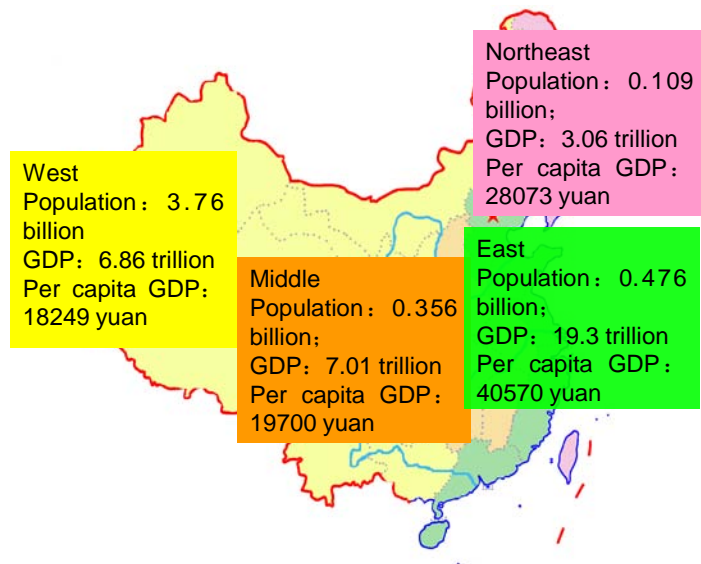 Northeast
Population：0.109
billion；
GDP：3.06 trillion
Per capita GDP：
28073 yuan
West
Population：3.76
billion
GDP：6.86 trillion
Per capita GDP：
18249 yuan
East
Population：0.476
billion；
GDP：19.3 trillion
Per capita GDP：
40570 yuan
Middle
Population：0.356
billion；
GDP：7.01 trillion
Per capita GDP：
19700 yuan